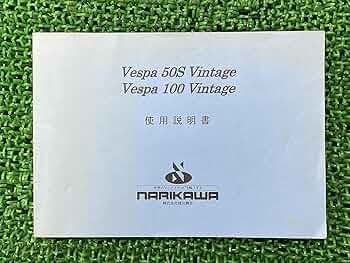 Vespa 50S Vintage
Vespa 100 Vintage
使用説明書
NARIKAWA